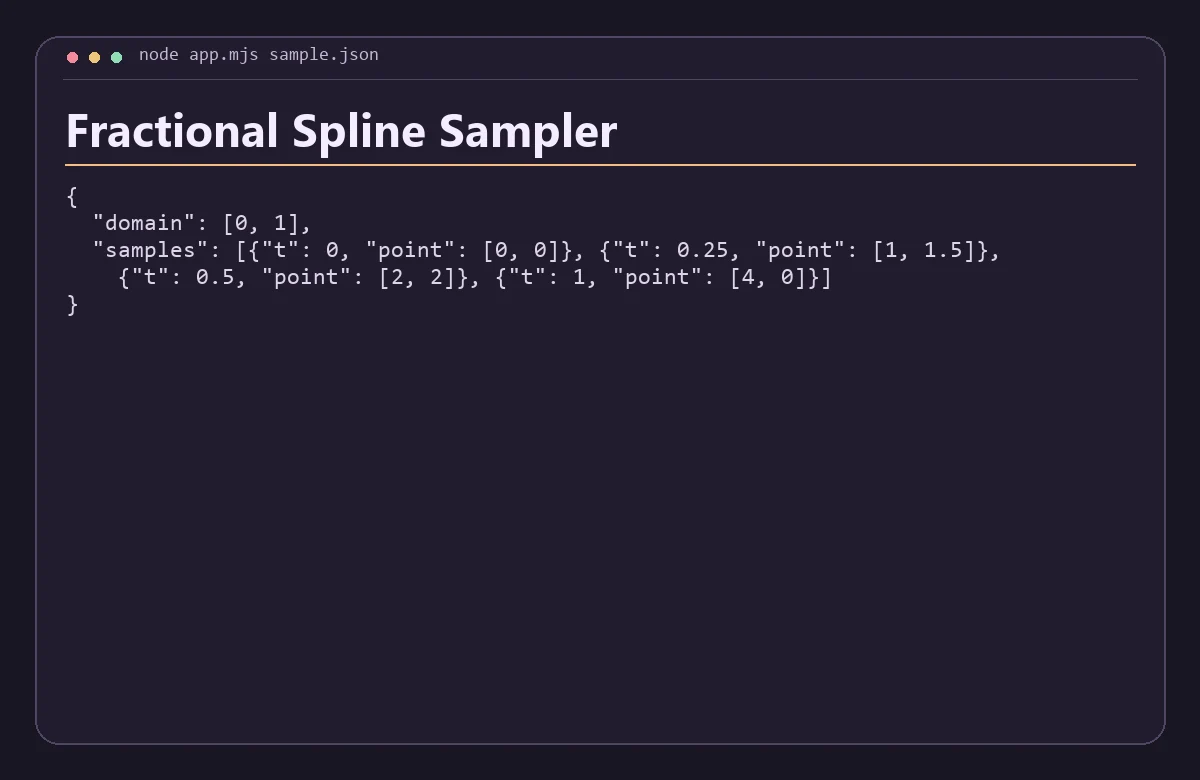 node app.mjs sample.json
Fractional Spline Sampler
{
  "domain": [0, 1],
  "samples": [{"t": 0, "point": [0, 0]}, {"t": 0.25, "point": [1, 1.5]},
    {"t": 0.5, "point": [2, 2]}, {"t": 1, "point": [4, 0]}]
}